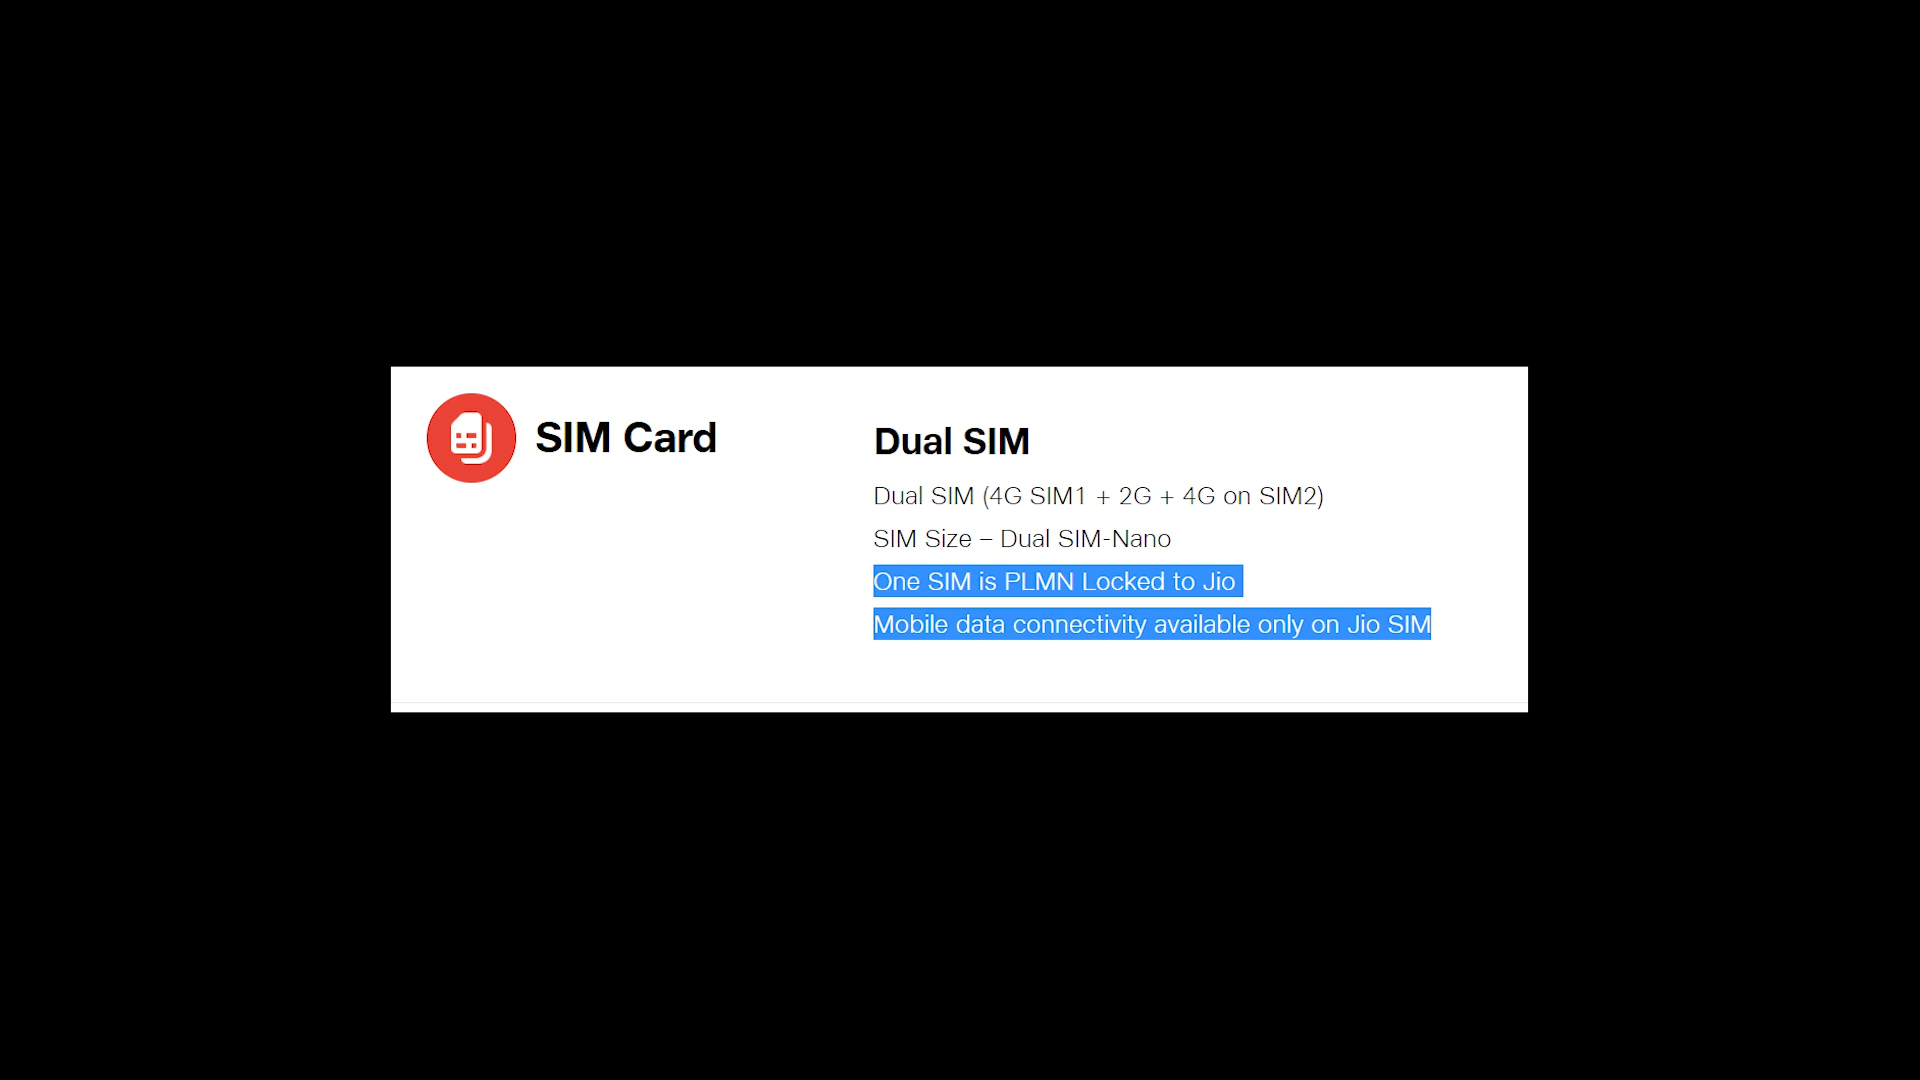 SIM Card
Dual SIM
Dual SIM (4G SIM1 + 2G + 4G on SIM2)
SIM Size – Dual SIM-Nano
One SIM is PLMN Locked to Jio
Mobile data connectivity available only on Jio SIM